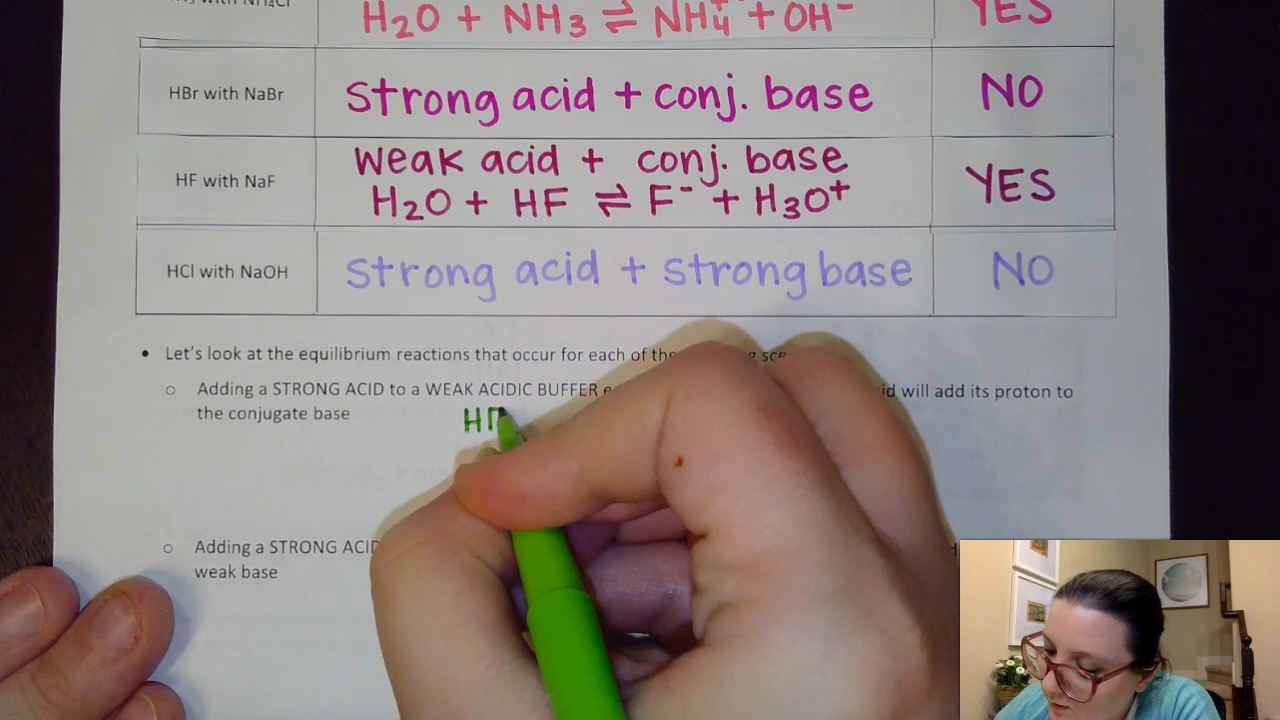 with NH₄Cl
H₂O + NH₃ ⇌ NH₄⁺ + OH⁻
YES
HBr with NaBr
strong acid + conj. base
NO
HF with NaF
weak acid + conj. base
H₂O + HF ⇌ F⁻ + H₃O⁺
YES
HCl with NaOH
strong acid + strong base
NO
• Let's look at the equilibrium reactions that occur for each of
o Adding a STRONG ACID to a WEAK ACIDIC BUFFER will add its proton to
the conjugate base
o Adding a STRONG ACID
weak base